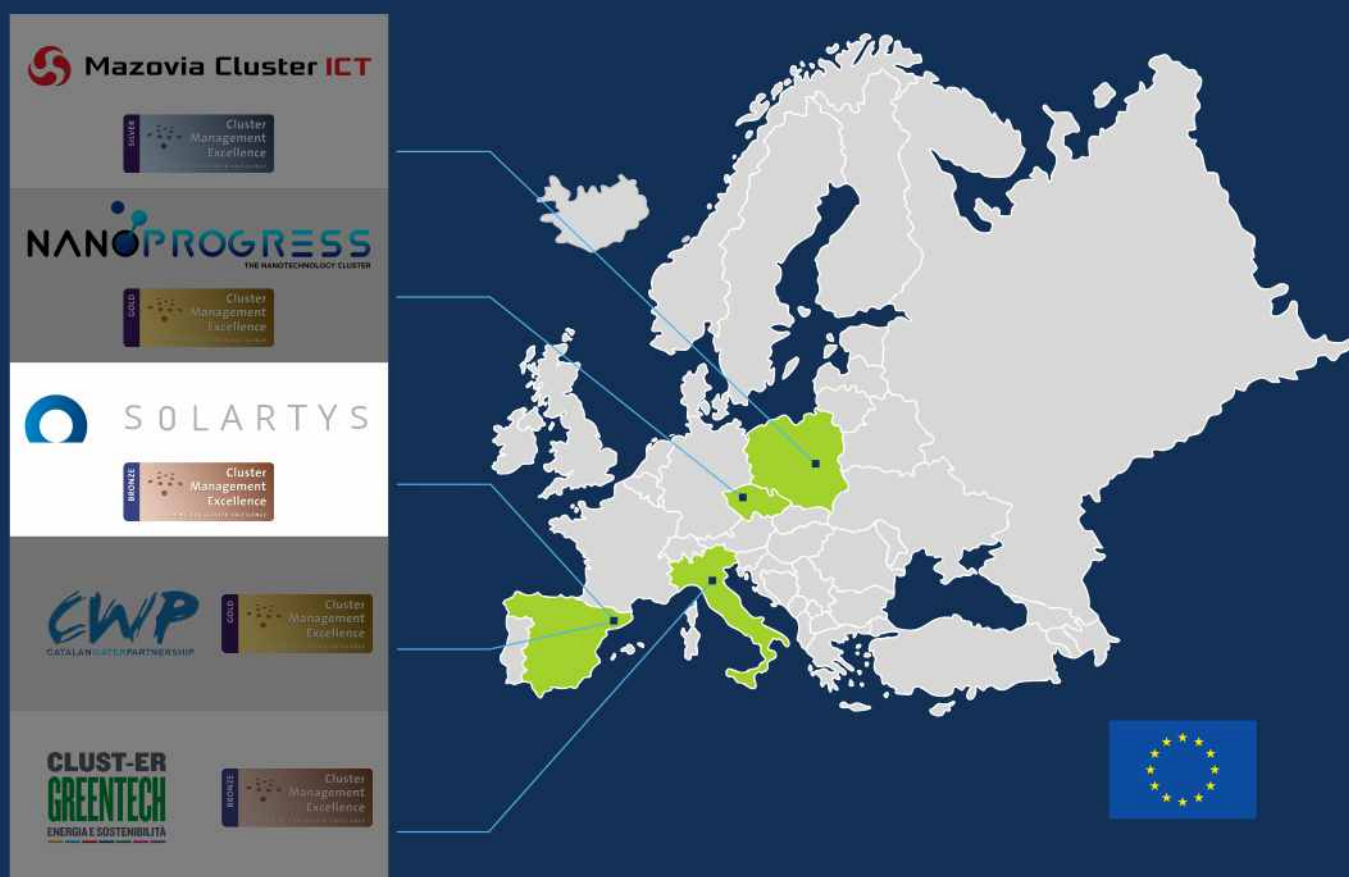 Mazovia Cluster ICT
SILVER
Cluster
Management
Excellence
NANOPROGRESS
THE NANOTECHNOLOGY CLUSTER
GOLD
Cluster
Management
Excellence
SOLARTYS
BRONZE
Cluster
Management
Excellence
CWP
CATALANWATERPARTNERSHIP
GOLD
Cluster
Management
Excellence
CLUST-ER
GREENTECH
ENERGIA E SOSTENIBILITÀ
BRONZE
Cluster
Management
Excellence